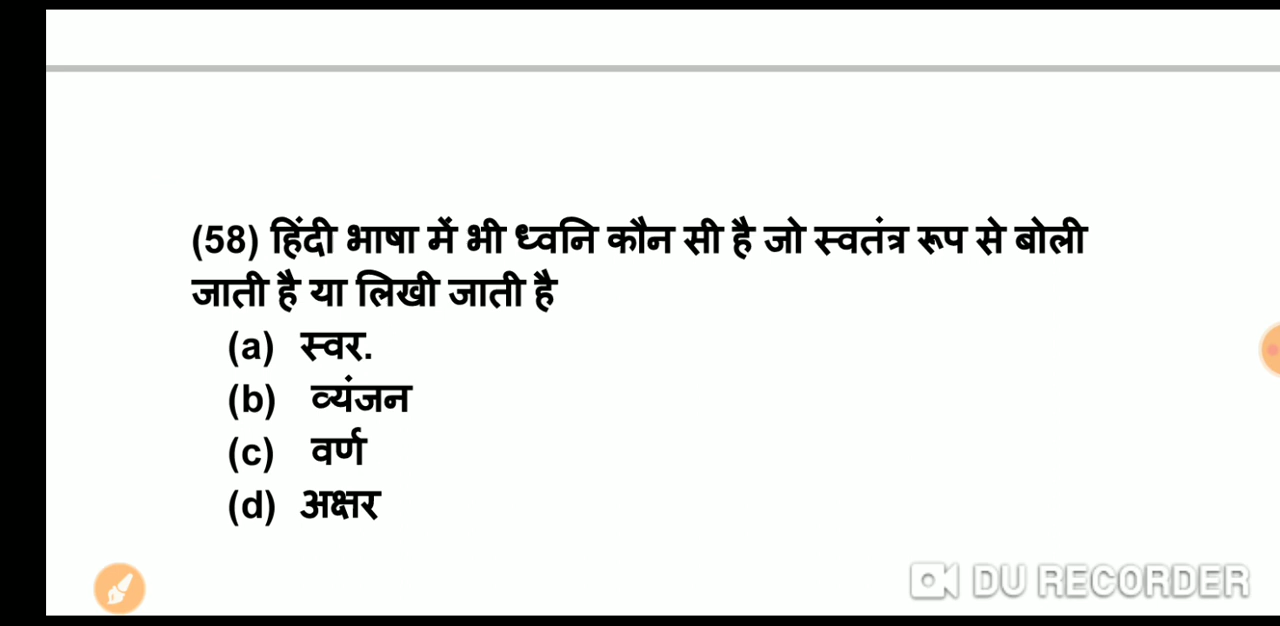 (58) हिंदी भाषा में भी ध्वनि कौन सी है जो स्वतंत्र रूप से बोली
जाती है या लिखी जाती है
(a) स्वर.
(b) व्यंजन
(c) वर्ण
(d) अक्षर
DU RECORDER